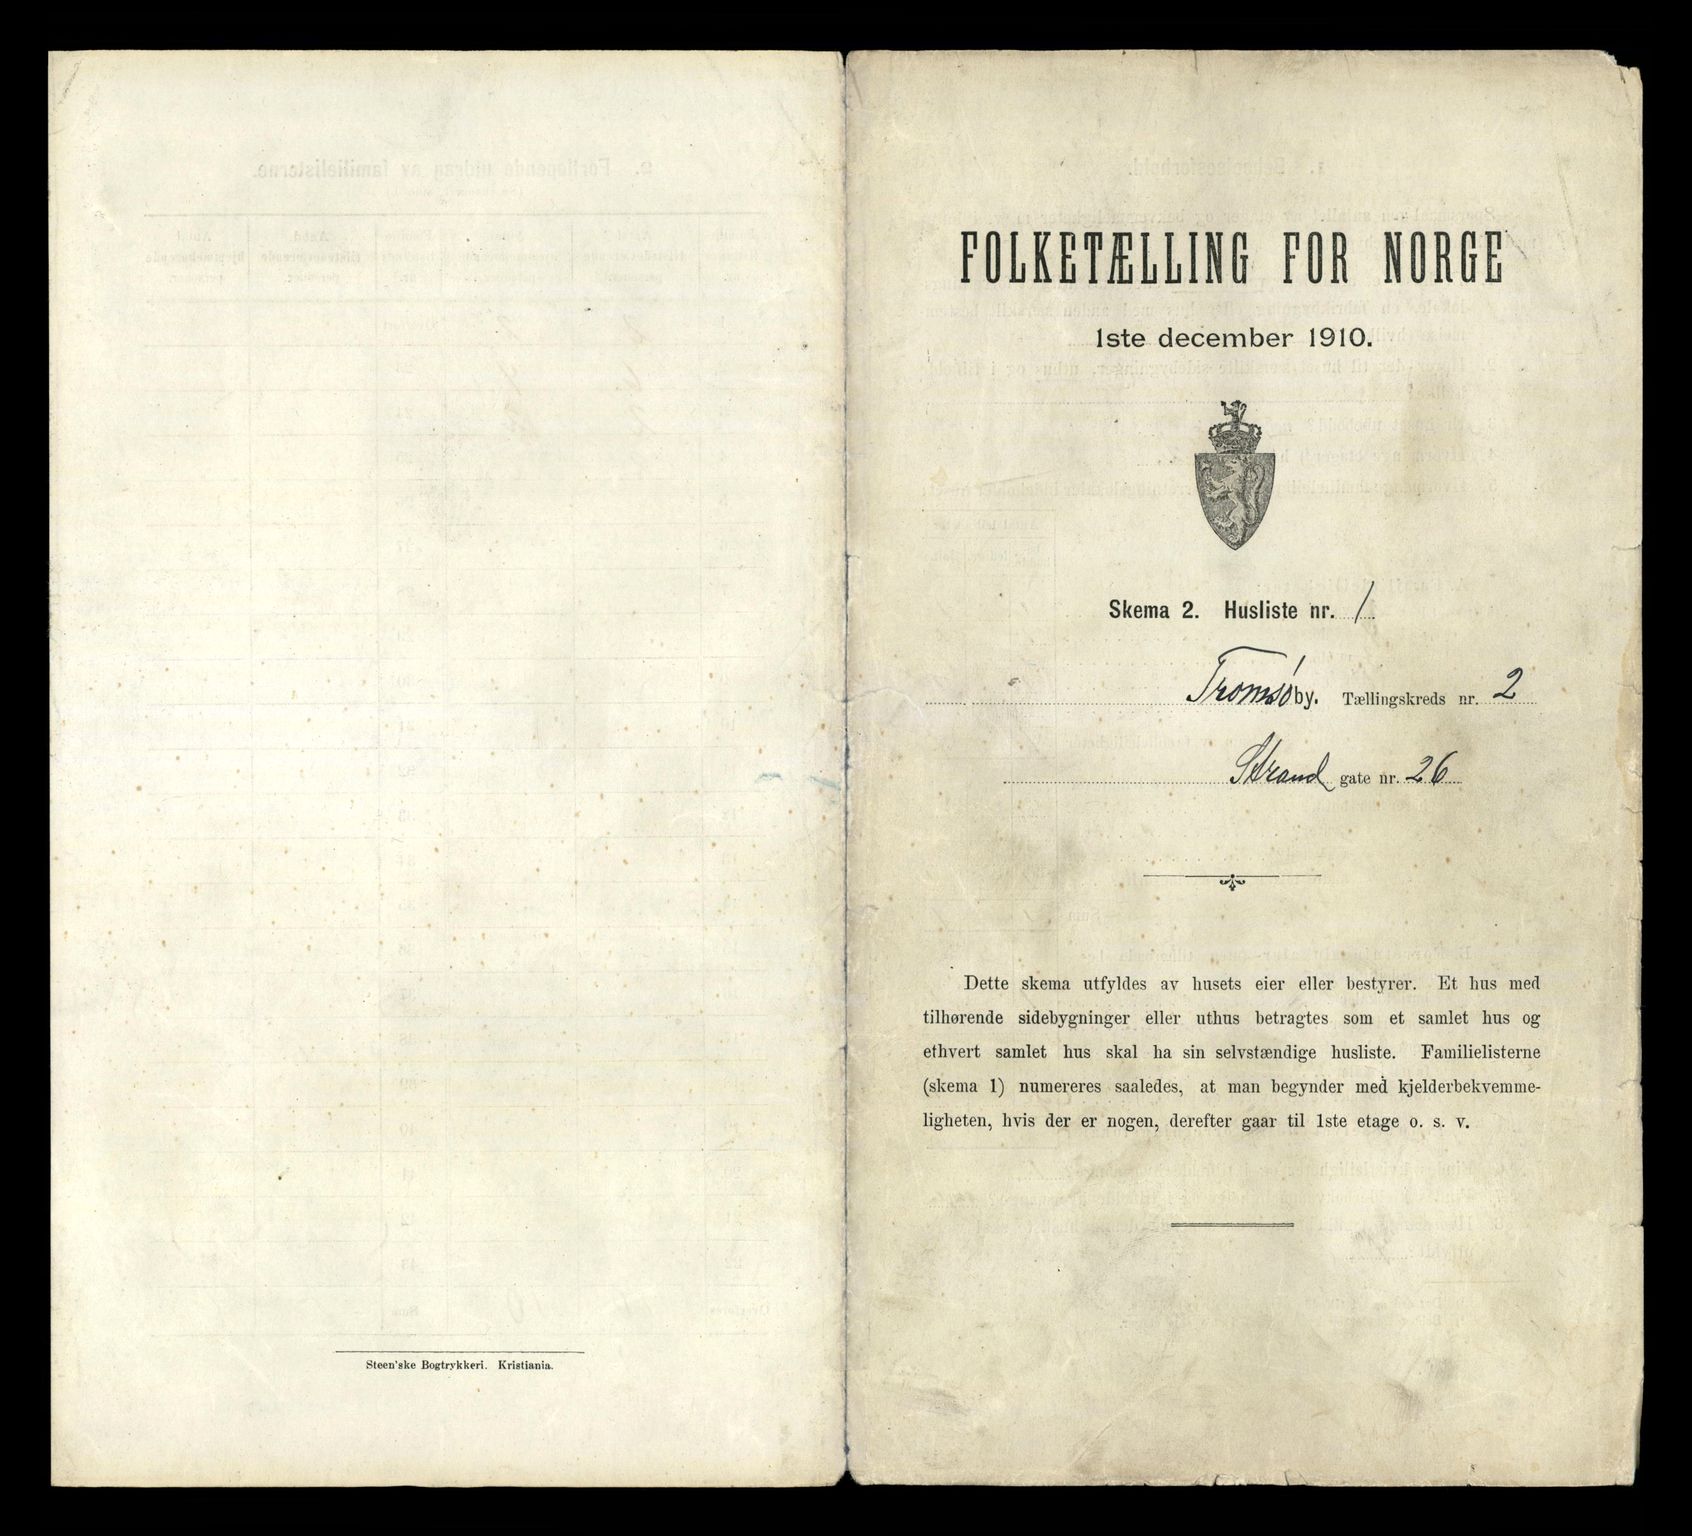 FOLKETÆLLING FOR NORGE
1ste december 1910.
Skema 2. Husliste nr. 1
Tromsø by. Tællingskreds nr. 2
Strand gate nr. 26
Dette skema utfyldes av husets eier eller bestyrer. Et hus med
tilhørende sidebygninger eller uthus betragtes som et samlet hus og
ethvert samlet hus skal ha sin selvstændige husliste. Familielisterne
(skema 1) numereres saaledes, at man begynder med kjelderbekvemme-
ligheten, hvis der er nogen, derefter gaar til 1ste etage o. s. v.
Steen'ske Bogtrykkeri. Kristiania.